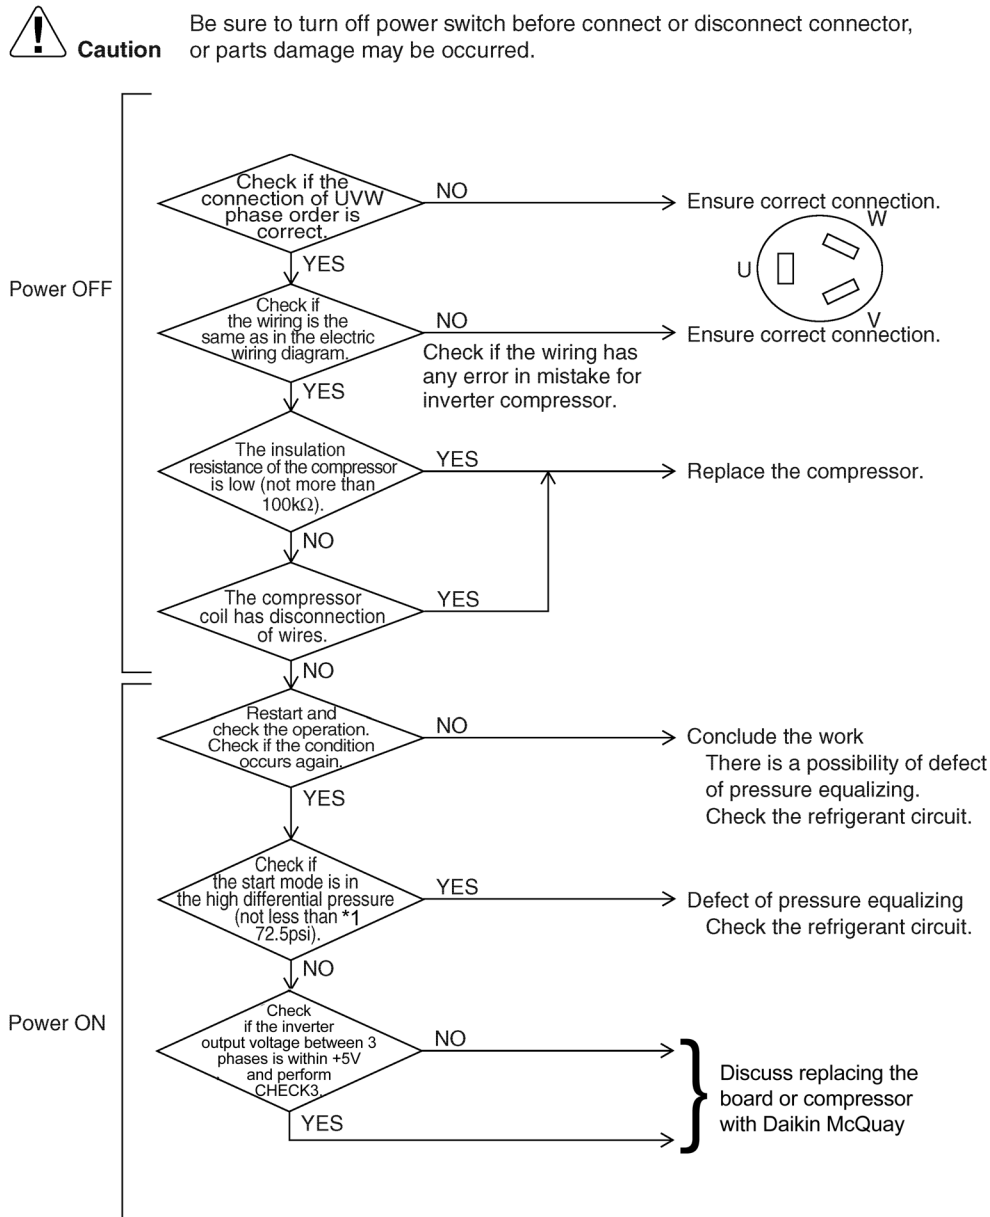 Be sure to turn off power switch before connect or disconnect connector,
Caution or parts damage may be occurred.
Check if the
connection of UVW
phase order is
correct.
NO
Ensure correct connection.
W
U
V
YES
Power OFF
Check if
the wiring is the
same as in the electric
wiring diagram.
NO
Check if the wiring has
any error in mistake for
inverter compressor.
Ensure correct connection.
YES
The insulation
resistance of the compressor
is low (not more than
100kΩ).
YES
Replace the compressor.
NO
The compressor
coil has disconnection
of wires.
YES
NO
Restart and
check the operation.
Check if the condition
occurs again.
NO
Conclude the work
There is a possibility of defect
of pressure equalizing.
Check the refrigerant circuit.
YES
Check if
the start mode is in
the high differential pressure
(not less than *1
72.5psi).
YES
Defect of pressure equalizing
Check the refrigerant circuit.
NO
Power ON
Check
if the inverter
output voltage between 3
phases is within +5V
and perform
CHECK3.
NO
YES
Discuss replacing the
board or compressor
with Daikin McQuay